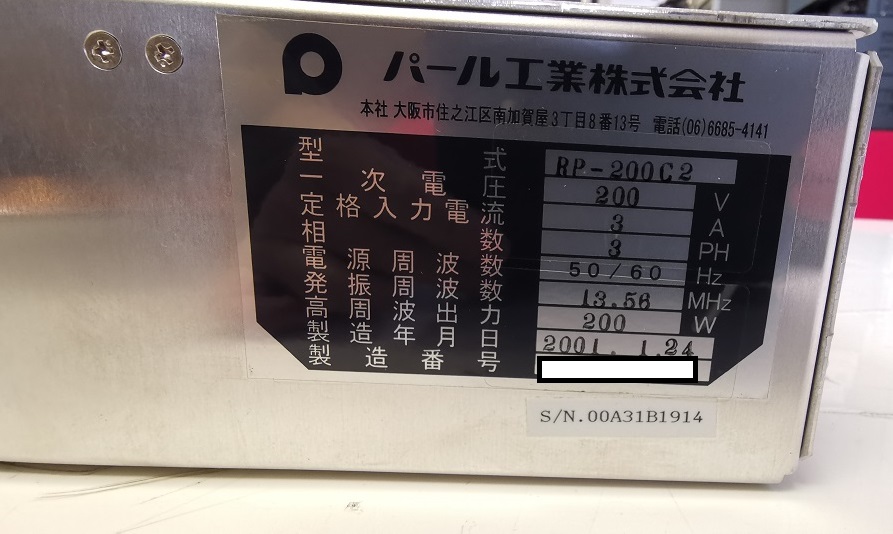 パール工業株式会社
本社 大阪市住之江区南加賀屋3丁目8番13号 電話(06)6685-4141
型式 RP-200C2
一次電圧 200 V
定格入力電流 3 A
相数 3 PH
電源周波数 50/60 Hz
発振周波数 13.56 MHz
高周波出力 200 W
製造年月日 2001. 1.24
製造番号
S/N.00A31B1914